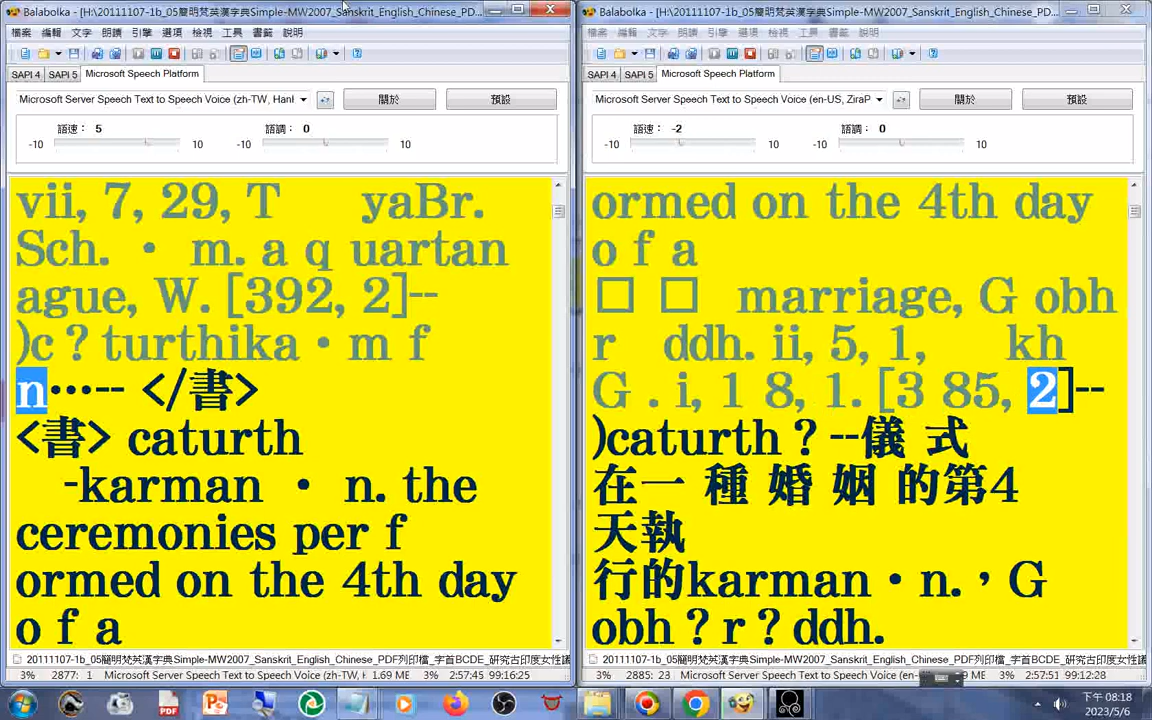 Balabolka - [H:\20111107-1b_05簡明梵英漢字典Simple-MW2007_Sanskrit_English_Chinese_PD...
檔案 編輯 文字 朗讀 引擎 選項 檢視 工具 書籤 說明
SAPI 4 SAPI 5 Microsoft Speech Platform
Microsoft Server Speech Text to Speech Voice (zh-TW, HanI
關於 預設
語速： 5 語調： 0
-10 10 -10 10
vii, 7, 29, T yaBr.
Sch. • m. a q uartan
ague, W. [392, 2]--
)c？turthika • m f
n…-- </書>
<書> caturth
-karman • n. the
ceremonies per f
ormed on the 4th day
o f a
20111107-1b_05簡明梵英漢字典Simple-MW2007_Sanskrit_English_Chinese_PDF列印檔_字首BCDE_研究古印度女性議
3% 2877: 1 Microsoft Server Speech Text to Speech Voice (zh-TW, H 1.69 MB 3% 2:57:45 99:16:25
Balabolka - [H:\20111107-1b_05簡明梵英漢字典Simple-MW2007_Sanskrit_English_Chinese_PD...
檔案 編輯 文字 朗讀 引擎 選項 檢視 工具 書籤 說明
SAPI 4 SAPI 5 Microsoft Speech Platform
Microsoft Server Speech Text to Speech Voice (en-US, ZiraP
關於 預設
語速： -2 語調： 0
-10 10 -10 10
ormed on the 4th day
o f a
□ □ marriage, G obh
r ddh. ii, 5, 1, kh
G . i, 1 8, 1. [3 85, 2]--
)caturth？--儀 式
在一 種 婚 姻 的第4
天執
行的karman • n.，G
obh？r？ddh.
20111107-1b_05簡明梵英漢字典Simple-MW2007_Sanskrit_English_Chinese_PDF列印檔_字首BCDE_研究古印度女性議
3% 2885: 23 Microsoft Server Speech Text to Speech Voice (en-U 9 MB 3% 2:57:51 99:12:28
下午 08:18
2023/5/6